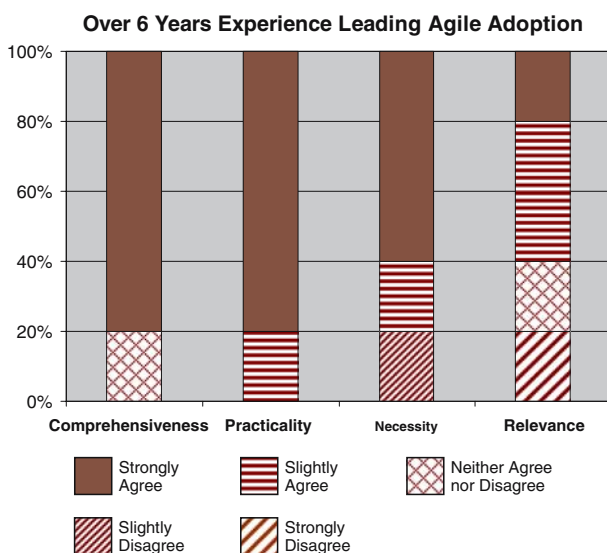 Over 6 Years Experience Leading Agile Adoption
100%
80%
60%
40%
20%
0%
Comprehensiveness Practicality Necessity Relevance
Strongly Agree
Slightly Agree
Neither Agree nor Disagree
Slightly Disagree
Strongly Disagree